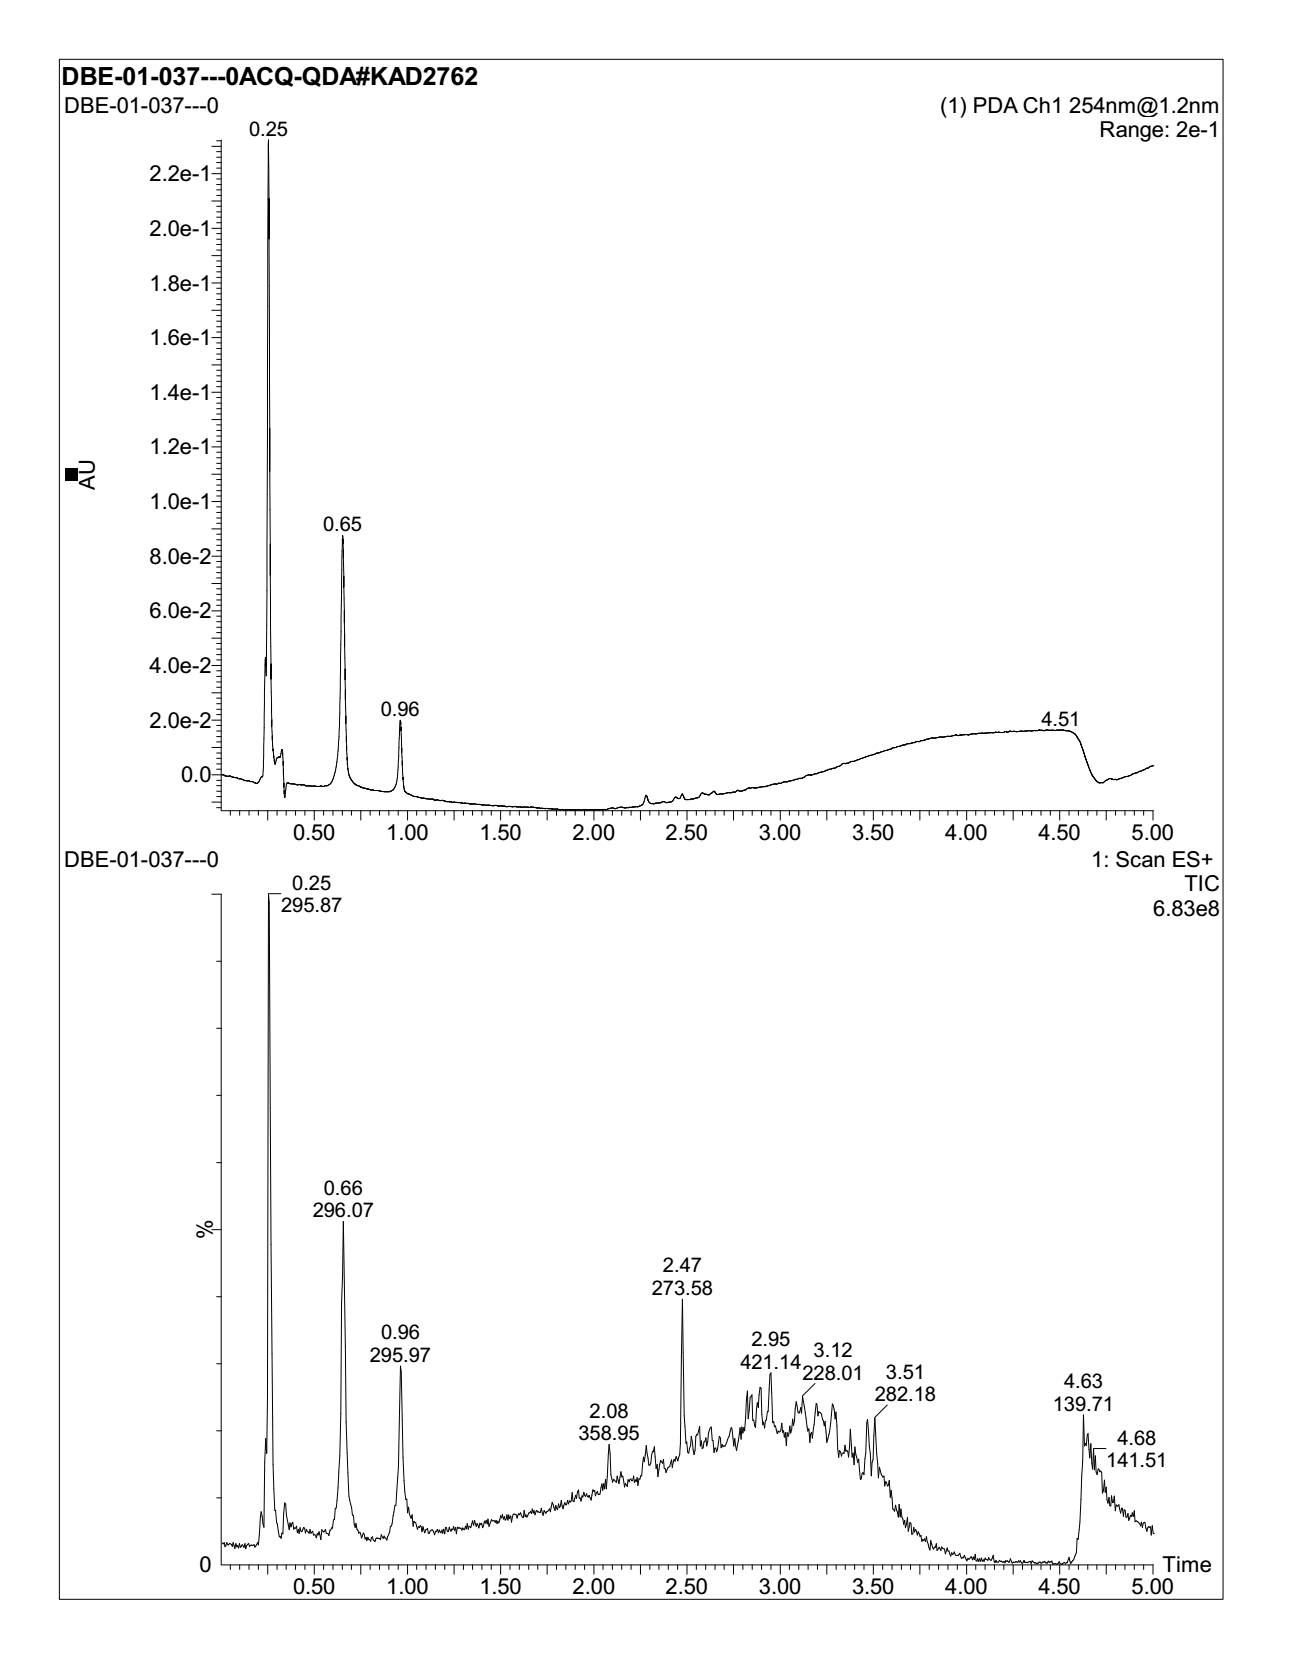 DBE-01-037---0ACQ-QDA#KAD2762
DBE-01-037---0
(1) PDA Ch1 254nm@1.2nm
Range: 2e-1
0.25
2.2e-1
2.0e-1
1.8e-1
1.6e-1
1.4e-1
1.2e-1
AU
1.0e-1
0.65
8.0e-2
6.0e-2
4.0e-2
0.96
2.0e-2
4.51
0.0
0.50 1.00 1.50 2.00 2.50 3.00 3.50 4.00 4.50 5.00
DBE-01-037---0
1: Scan ES+
TIC
6.83e8
0.25
295.87
0.66
296.07
%
2.47
273.58
0.96
295.97
2.95
421.14
3.12
228.01
3.51
282.18
4.63
139.71
2.08
358.95
4.68
141.51
0
Time
0.50 1.00 1.50 2.00 2.50 3.00 3.50 4.00 4.50 5.00